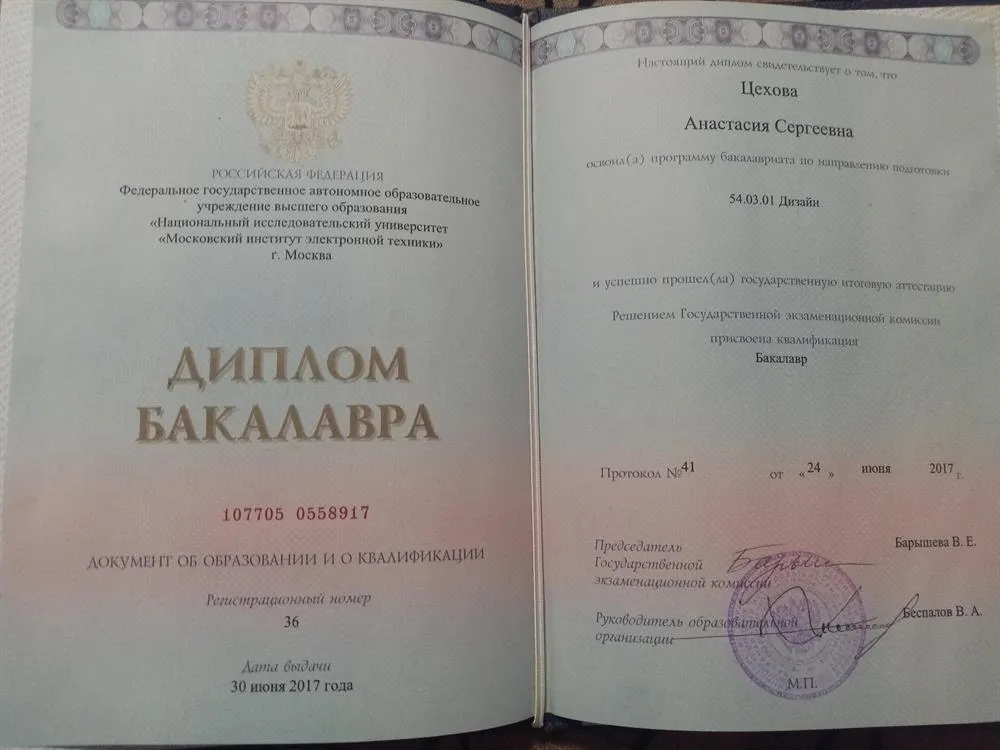 РОССИЙСКАЯ ФЕДЕРАЦИЯ
Федеральное государственное автономное образовательное
учреждение высшего образования
«Национальный исследовательский университет
«Московский институт электронной техники»
г. Москва
ДИПЛОМ
БАКАЛАВРА
107705 0558917
ДОКУМЕНТ ОБ ОБРАЗОВАНИИ И О КВАЛИФИКАЦИИ
Регистрационный номер
36
Дата выдачи
30 июня 2017 года
Настоящий диплом свидетельствует о том, что
Цехова
Анастасия Сергеевна
освоил(а) программу бакалавриата по направлению подготовки
54.03.01 Дизайн
и успешно прошел(ла) государственную итоговую аттестацию
Решением Государственной экзаменационной комиссии
присвоена квалификация
Бакалавр
Протокол № 41 от « 24 » июня 2017 г.
Председатель
Государственной
экзаменационной комиссии
Барышева В. Е.
Руководитель образовательной
организации
Беспалов В. А.
М.П.